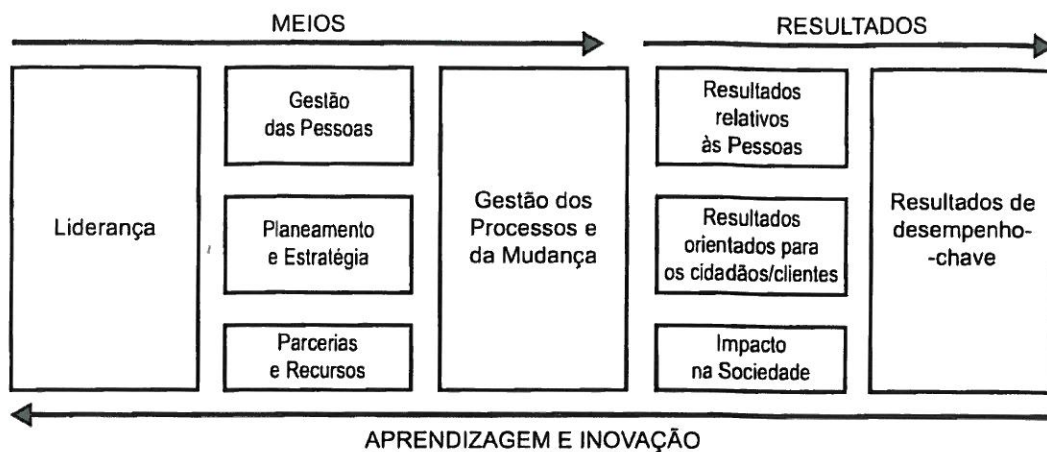 MEIOS
RESULTADOS
Liderança
Gestão
das Pessoas
Planeamento
e Estratégia
Parcerias
e Recursos
Gestão dos
Processos e
da Mudança
Resultados
relativos
às Pessoas
Resultados
orientados para
os cidadãos/clientes
Impacto
na Sociedade
Resultados de
desempenho-
-chave
APRENDIZAGEM E INOVAÇÃO